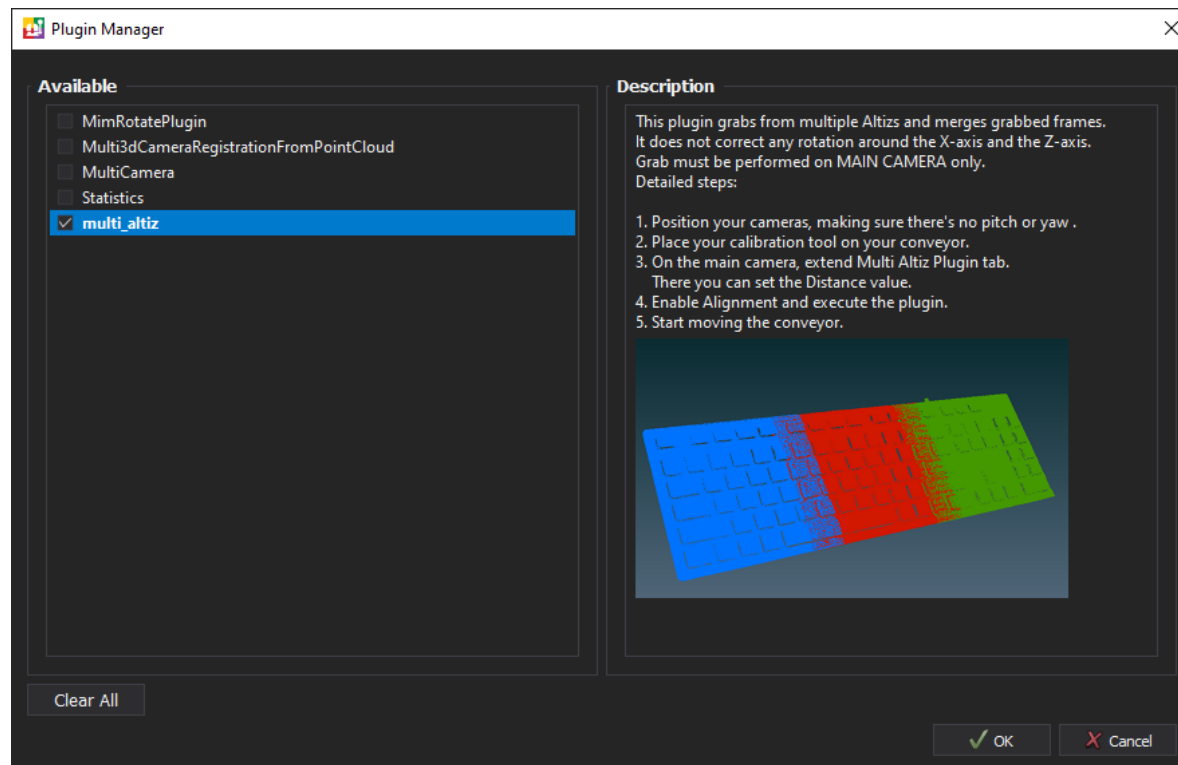 Plugin Manager
Available
MimRotatePlugin
Multi3dCameraRegistrationFromPointCloud
MultiCamera
Statistics
multi_altiz
Description
This plugin grabs from multiple Altizs and merges grabbed frames.
It does not correct any rotation around the X-axis and the Z-axis.
Grab must be performed on MAIN CAMERA only.
Detailed steps:
1. Position your cameras, making sure there's no pitch or yaw .
2. Place your calibration tool on your conveyor.
3. On the main camera, extend Multi Altiz Plugin tab.
There you can set the Distance value.
4. Enable Alignment and execute the plugin.
5. Start moving the conveyor.
Clear All
OK
Cancel